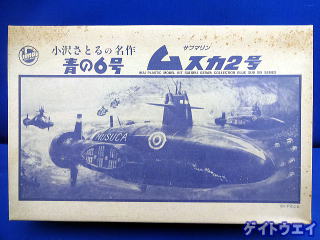 小沢さとるの名作
青の6号
サブマリン
ムスカ2号
MUSUCA
ゲイトウエイ